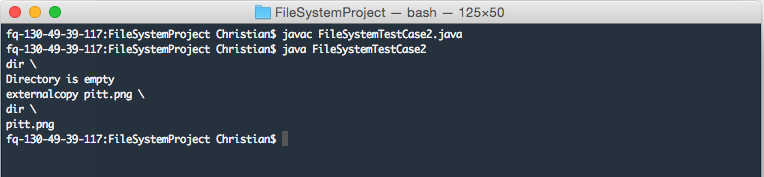 FileSystemProject — bash — 125×50
fq-130-49-39-117:FileSystemProject Christian$ javac FileSystemTestCase2.java
fq-130-49-39-117:FileSystemProject Christian$ java FileSystemTestCase2
dir \
Directory is empty
externalcopy pitt.png \
dir \
pitt.png
fq-130-49-39-117:FileSystemProject Christian$